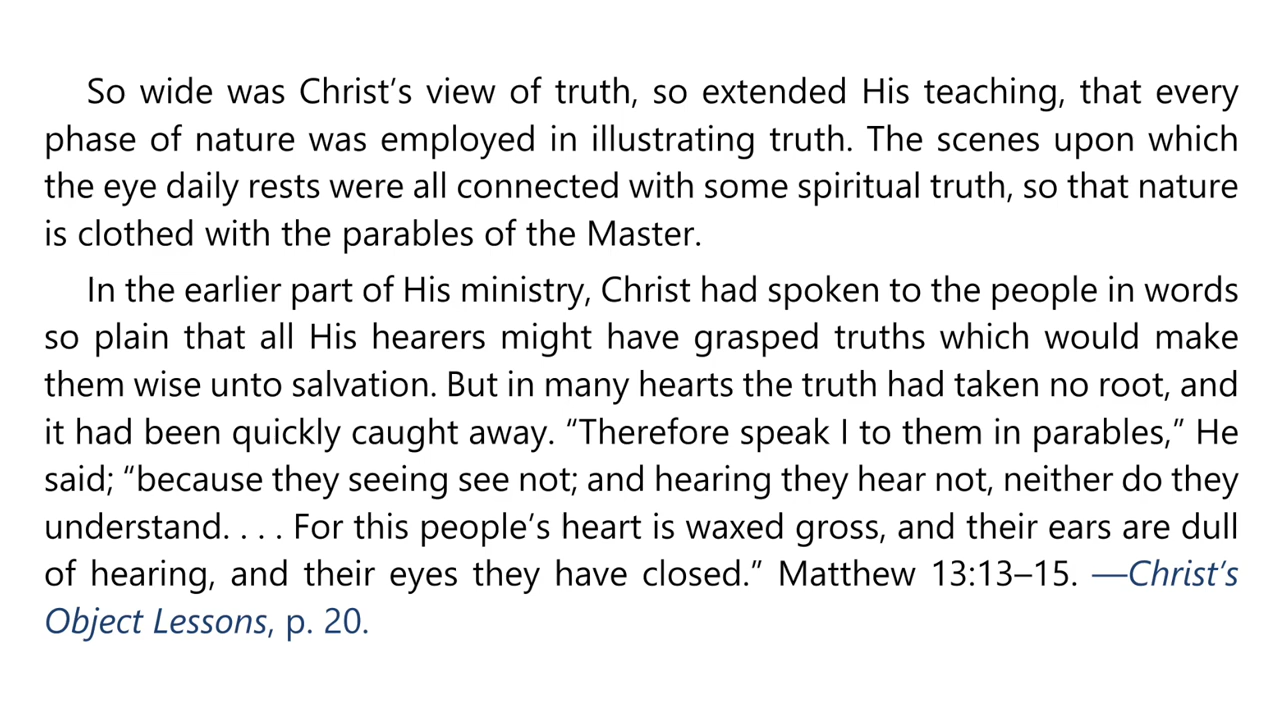 So wide was Christ’s view of truth, so extended His teaching, that every
phase of nature was employed in illustrating truth. The scenes upon which
the eye daily rests were all connected with some spiritual truth, so that nature
is clothed with the parables of the Master.
In the earlier part of His ministry, Christ had spoken to the people in words
so plain that all His hearers might have grasped truths which would make
them wise unto salvation. But in many hearts the truth had taken no root, and
it had been quickly caught away. “Therefore speak I to them in parables,” He
said; “because they seeing see not; and hearing they hear not, neither do they
understand. . . . For this people’s heart is waxed gross, and their ears are dull
of hearing, and their eyes they have closed.” Matthew 13:13–15. —Christ’s
Object Lessons, p. 20.